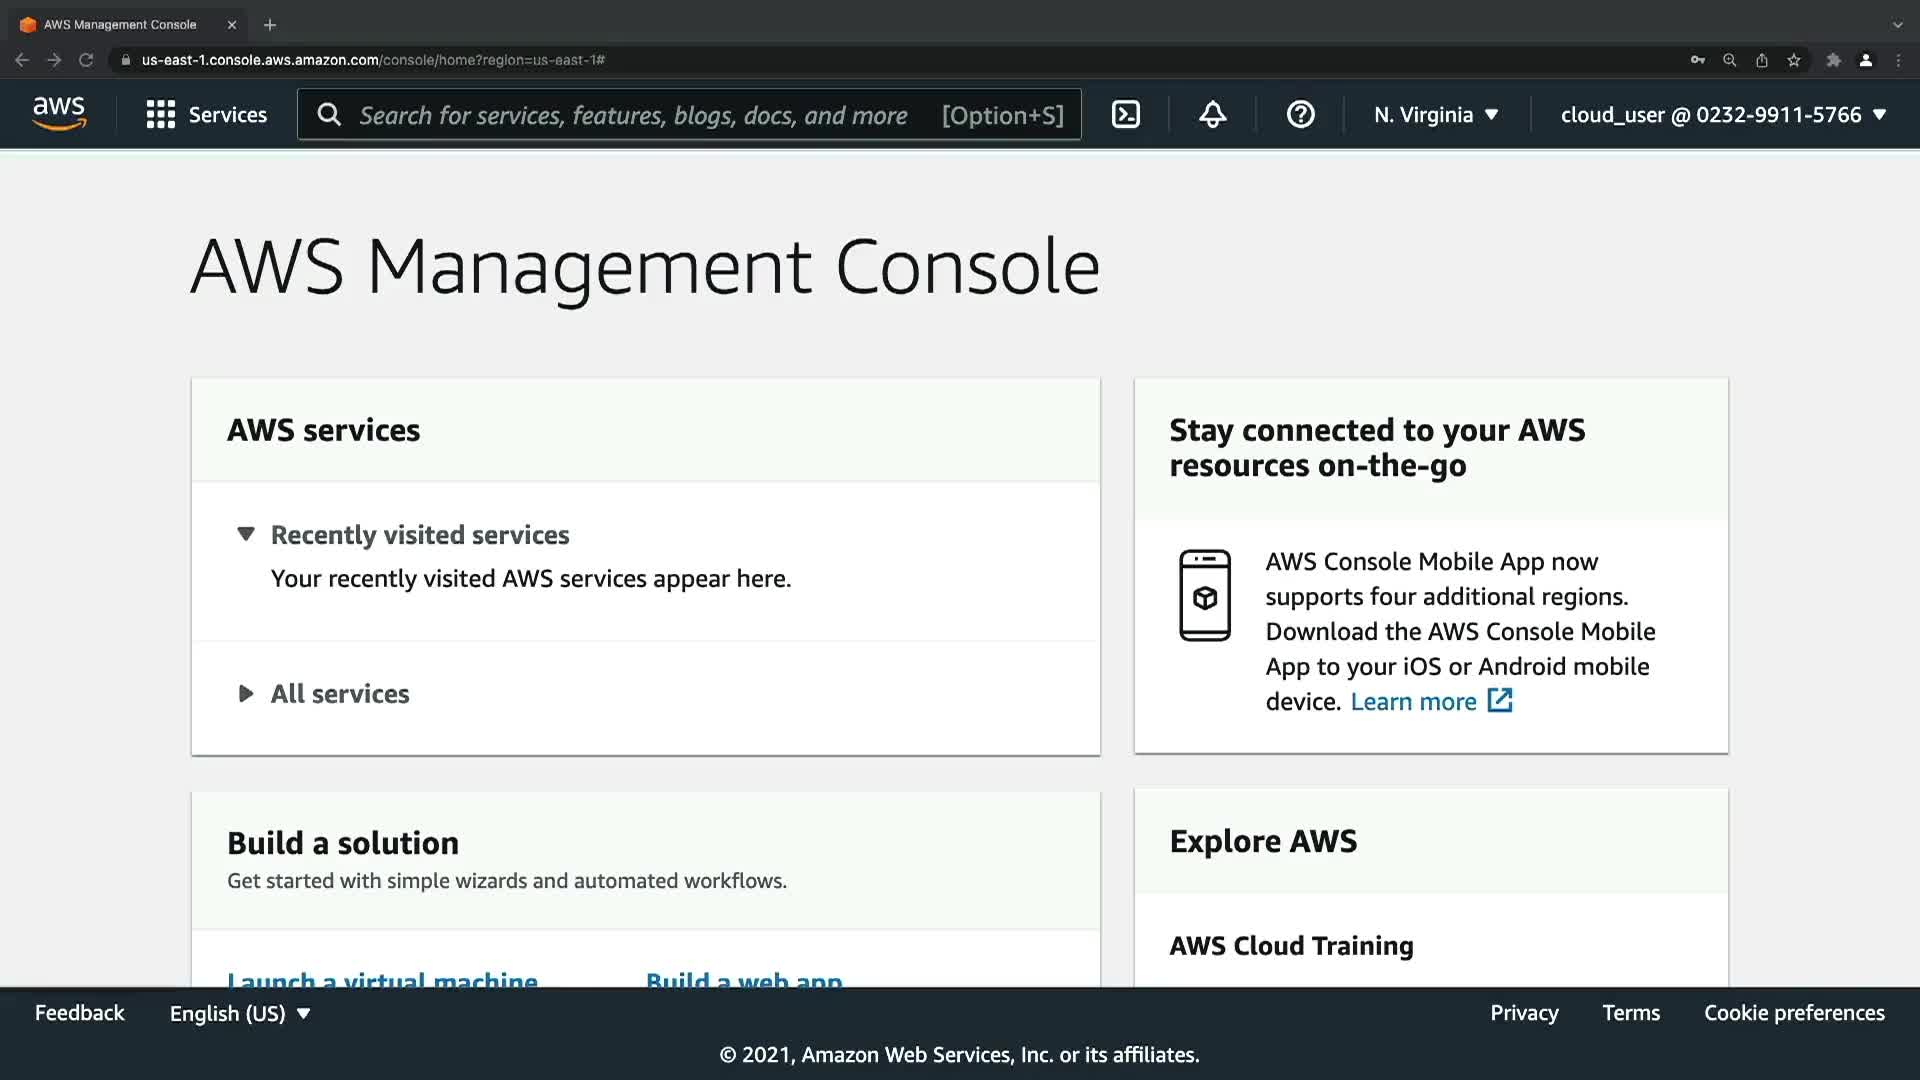 AWS Management Console
us-east-1.console.aws.amazon.com/console/home?region=us-east-1#
aws
Services
Search for services, features, blogs, docs, and more
[Option+S]
N. Virginia
cloud_user @ 0232-9911-5766
AWS Management Console
AWS services
Recently visited services
Your recently visited AWS services appear here.
All services
Stay connected to your AWS
resources on-the-go
AWS Console Mobile App now
supports four additional regions.
Download the AWS Console Mobile
App to your iOS or Android mobile
device. Learn more
Build a solution
Get started with simple wizards and automated workflows.
Launch a virtual machine
Build a web app
Explore AWS
AWS Cloud Training
Feedback
English (US)
Privacy
Terms
Cookie preferences
© 2021, Amazon Web Services, Inc. or its affiliates.